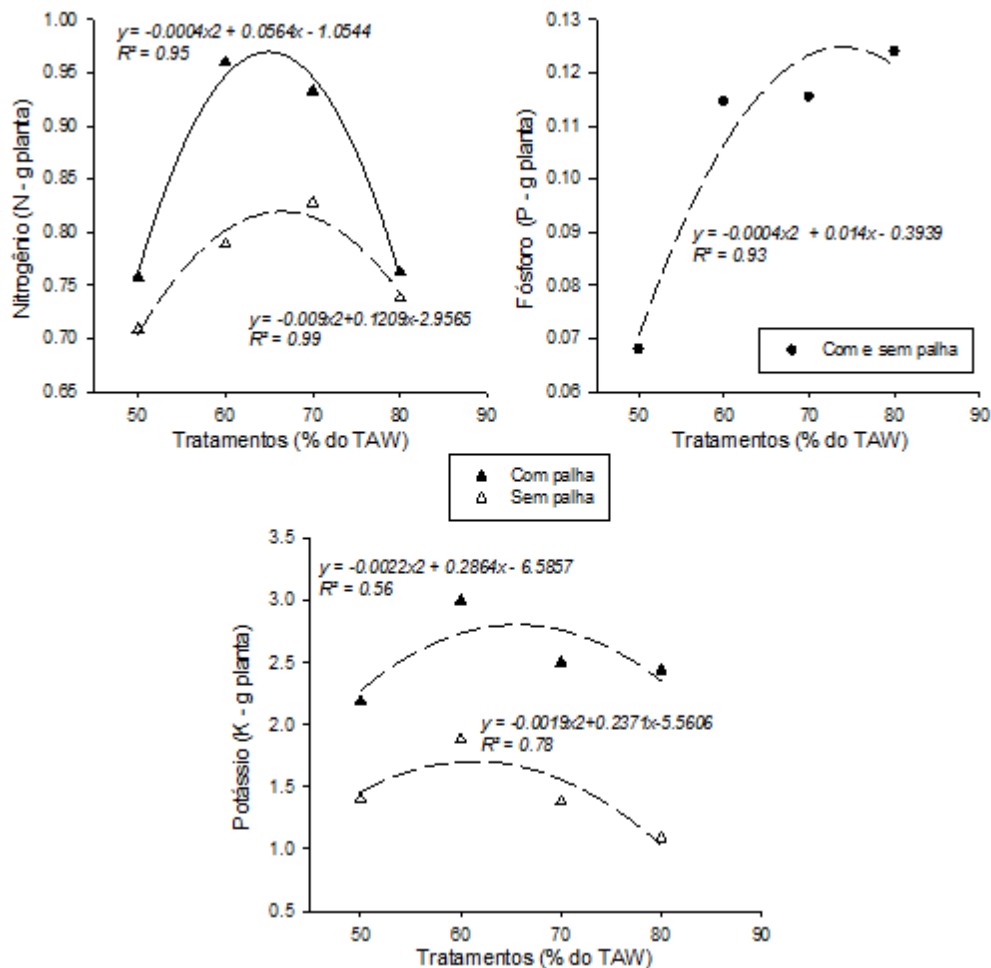 y = -0.0004x2 + 0.0564x - 1.0544
R² = 0.95
Nitrogênio (N - g planta)
1.00
0.95
0.90
0.85
0.80
0.75
0.70
0.65
y = -0.009x2+0.1209x-2.9565
R² = 0.99
50 60 70 80 90
Tratamentos (% do TAW)
Fósforo (P - g planta)
0.13
0.12
0.11
0.10
0.09
0.08
0.07
0.06
y = -0.0004x2 + 0.014x - 0.3939
R² = 0.93
Com e sem palha
50 60 70 80 90
Tratamentos (% do TAW)
Com palha
Sem palha
Potássio (K - g planta)
3.5
3.0
2.5
2.0
1.5
1.0
0.5
y = -0.0022x2 + 0.2864x - 6.5857
R² = 0.56
y = -0.0019x2+0.2371x-5.5606
R² = 0.78
50 60 70 80 90
Tratamentos (% do TAW)